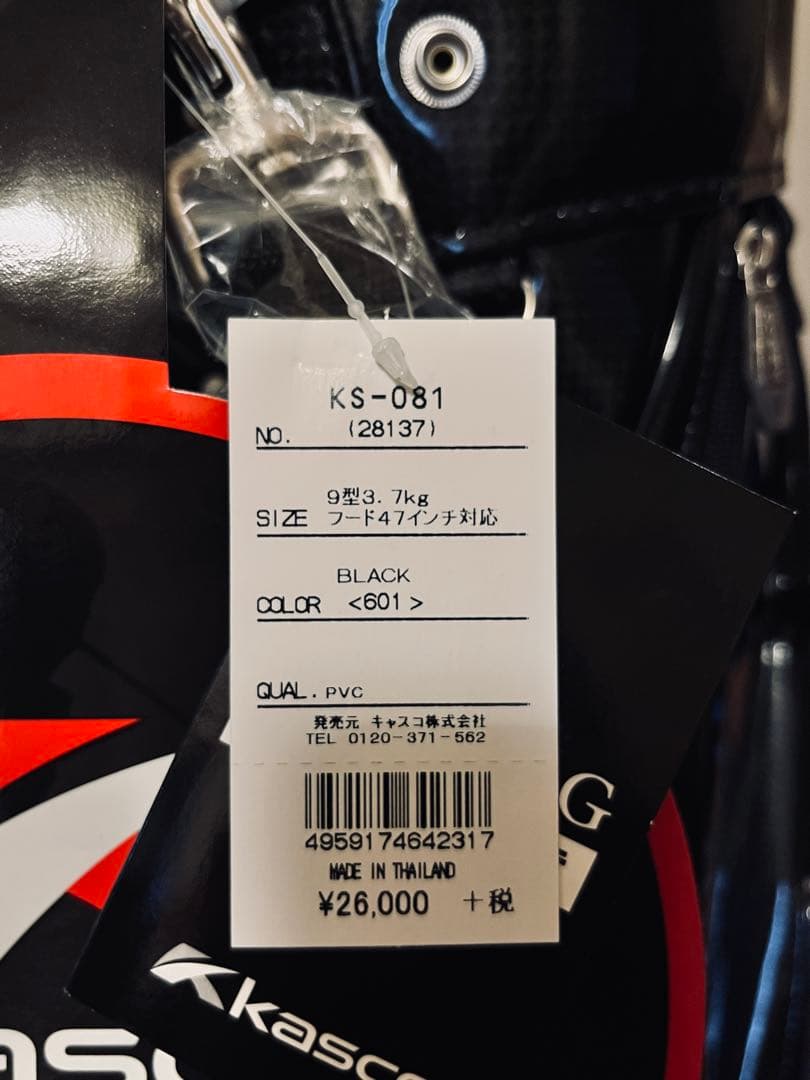 KS-081
NO. (28137)
9型3.7kg
SIZE フード47インチ対応
BLACK
COLOR <601>
QUAL. PVC
発売元 キャスコ株式会社
TEL 0120-371-562
4959174642317
MADE IN THAILAND
¥26,000 +税
G
kasco